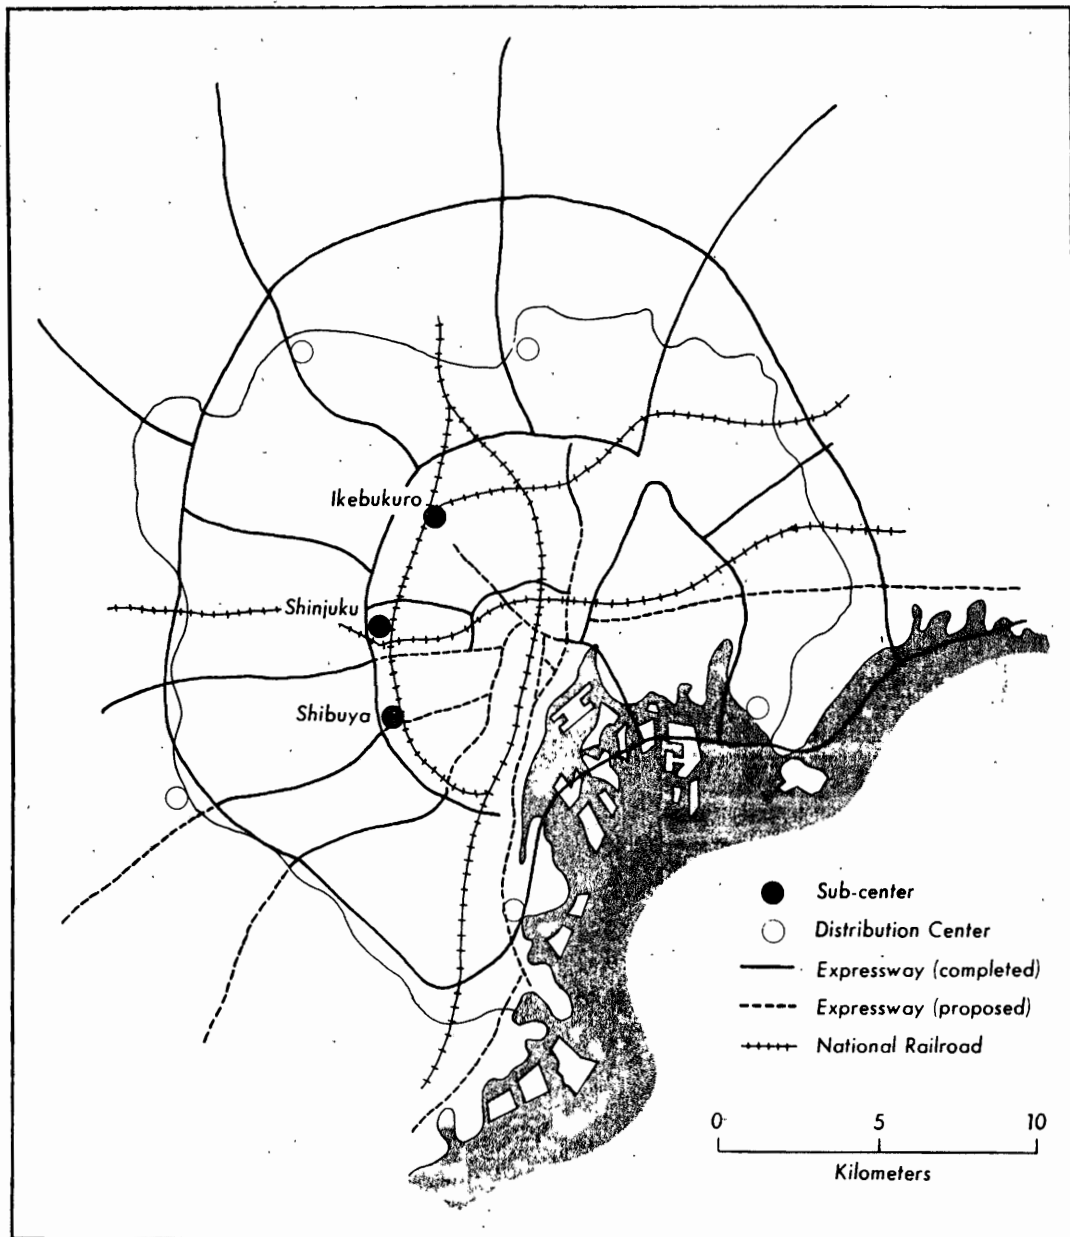 Ikebukuro
Shinjuku
Shibuya
Sub-center
Distribution Center
Expressway (completed)
Expressway (proposed)
National Railroad
0 5 10
Kilometers